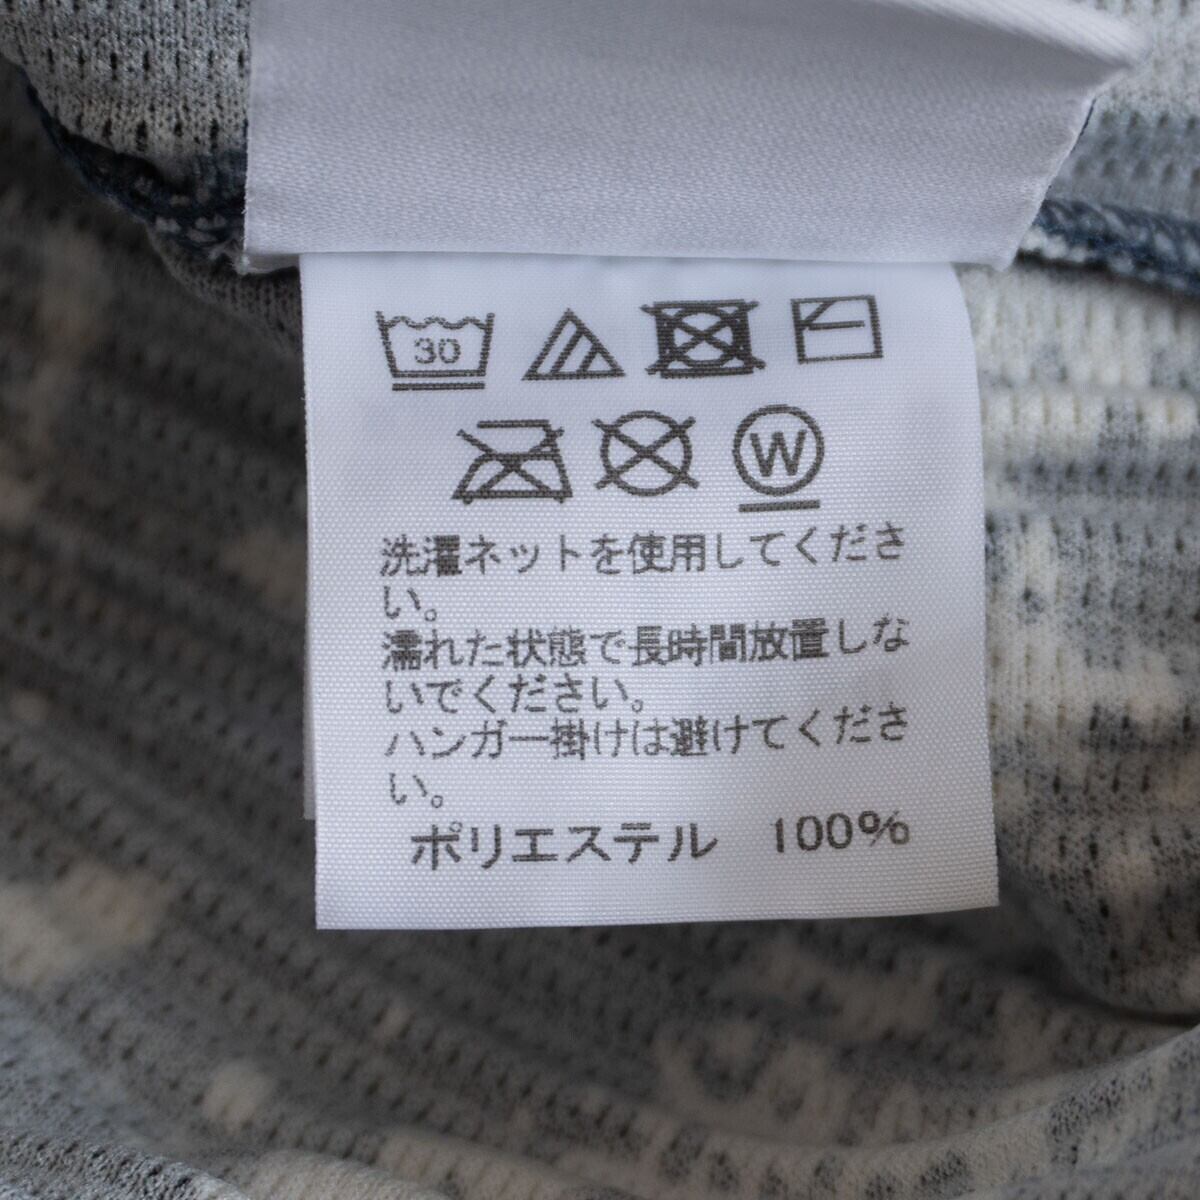 30
W
洗濯ネットを使用してくださ
い。
濡れた状態で長時間放置しな
いでください。
ハンガー掛けは避けてくださ
い。
ポリエステル 100%